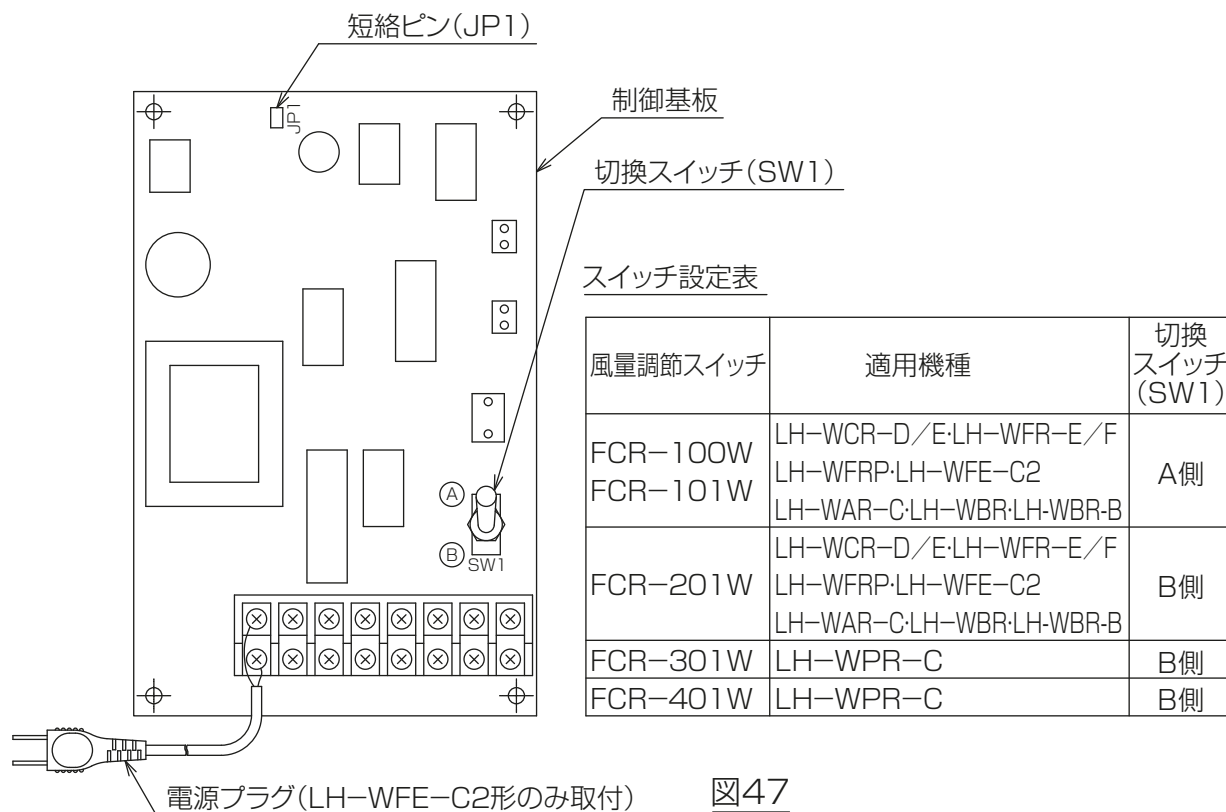 短絡ピン(JP1)
JP1
制御基板
切換スイッチ(SW1)
スイッチ設定表
風量調節スイッチ 適用機種 切換
スイッチ
(SW1)
FCR−100W
FCR−101W
LH−WCR−D／E·LH−WFR−E／F
LH−WFRP·LH−WFE−C2
LH−WAR−C·LH−WBR·LH-WBR-B
A側
FCR−201W
LH−WCR−D／E·LH−WFR−E／F
LH−WFRP·LH−WFE−C2
LH−WAR−C·LH−WBR·LH-WBR-B
B側
FCR−301W LH−WPR−C B側
FCR−401W LH−WPR−C B側
Ⓐ
Ⓑ
SW1
電源プラグ(LH−WFE−C2形のみ取付)
図47